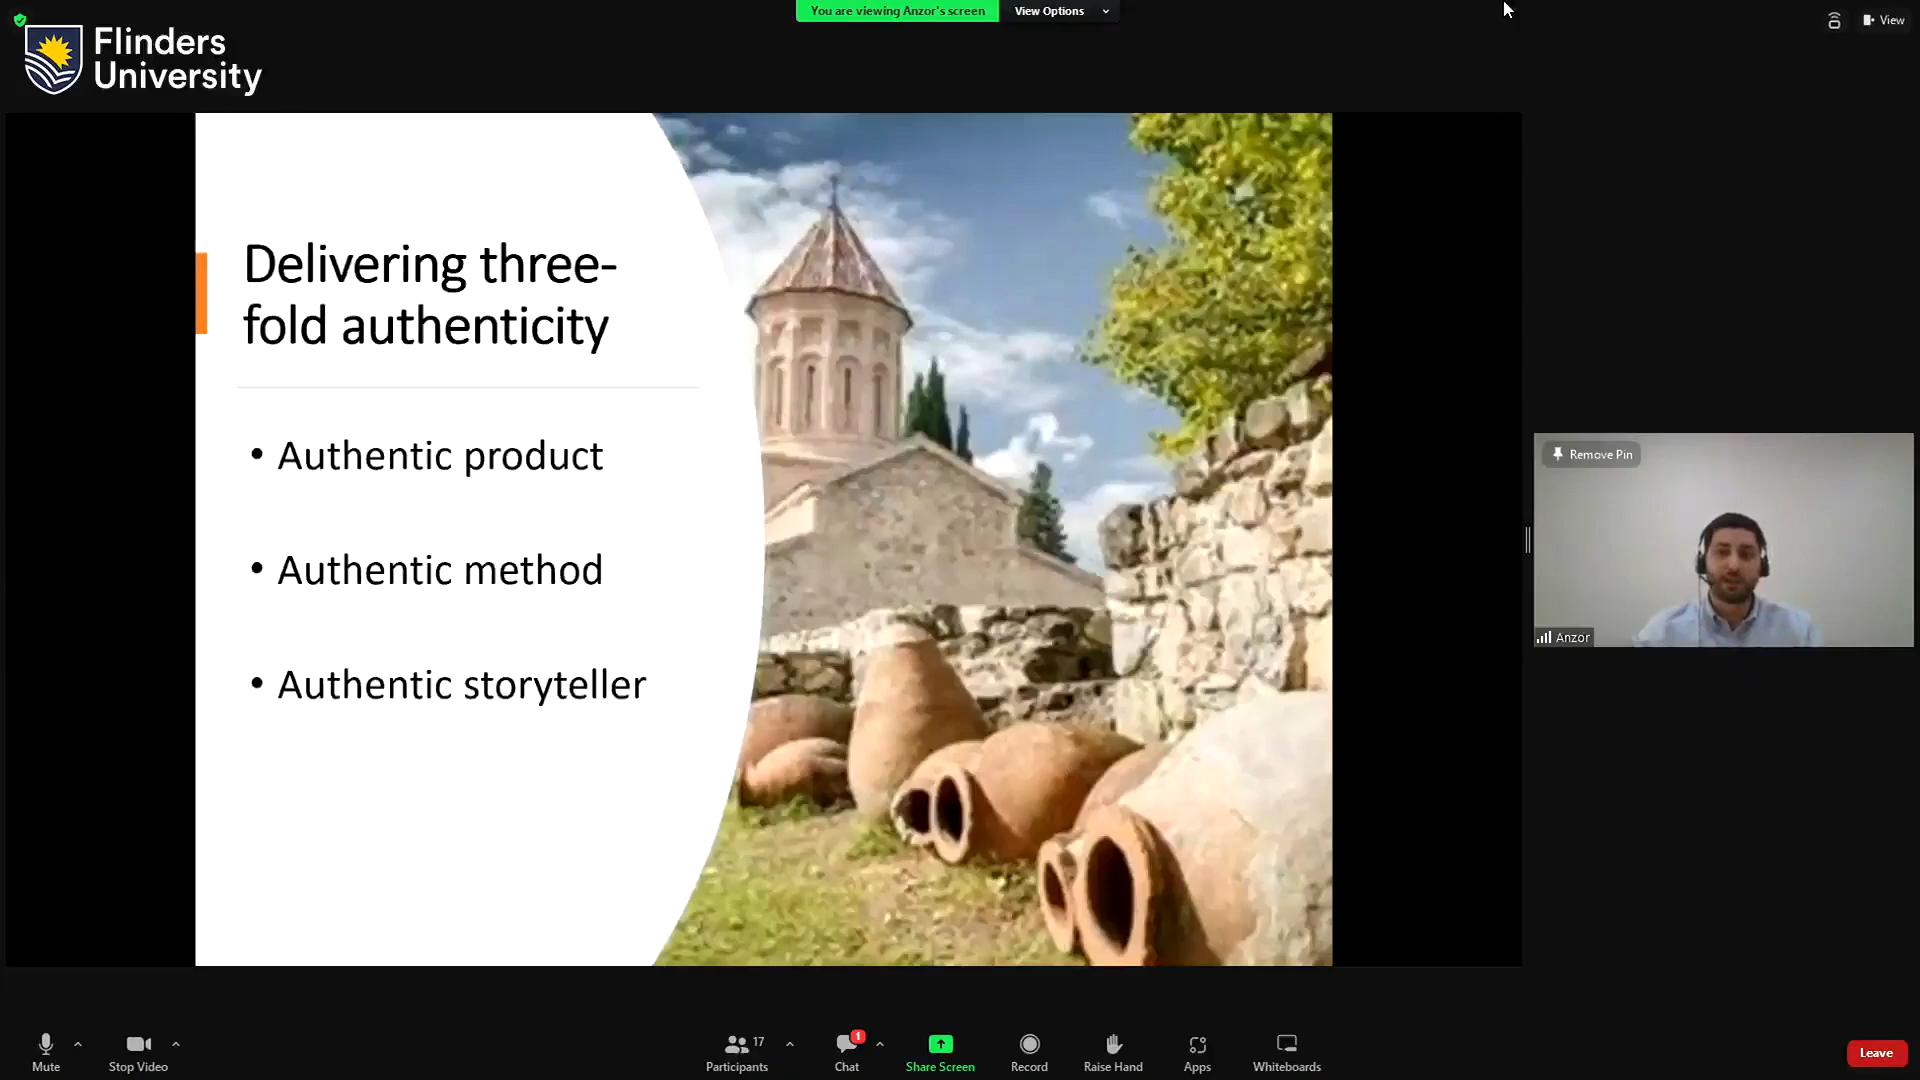 You are viewing Anzor's screen
View Options
View
Flinders
University
Delivering three-
fold authenticity
• Authentic product
• Authentic method
• Authentic storyteller
Remove Pin
Anzor
Mute
Stop Video
17
Participants
1
Chat
Share Screen
Record
Raise Hand
Apps
Whiteboards
Leave